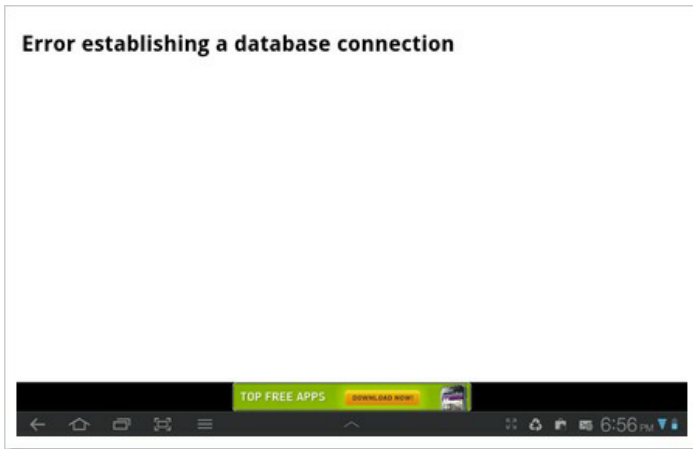 Error establishing a database connection
TOP FREE APPS
DOWNLOAD NOW!
6:56 PM